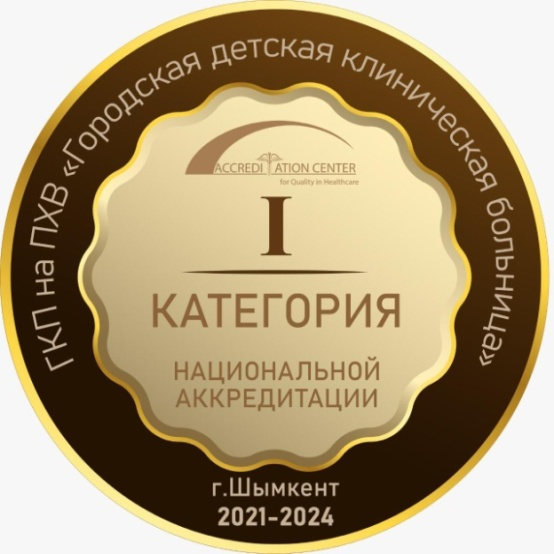 ГКП на ПХВ «Городская детская клиническая больница»
ACCREDITATION CENTER
for Quality in Healthcare
I
КАТЕГОРИЯ
НАЦИОНАЛЬНОЙ
АККРЕДИТАЦИИ
г.Шымкент
2021-2024